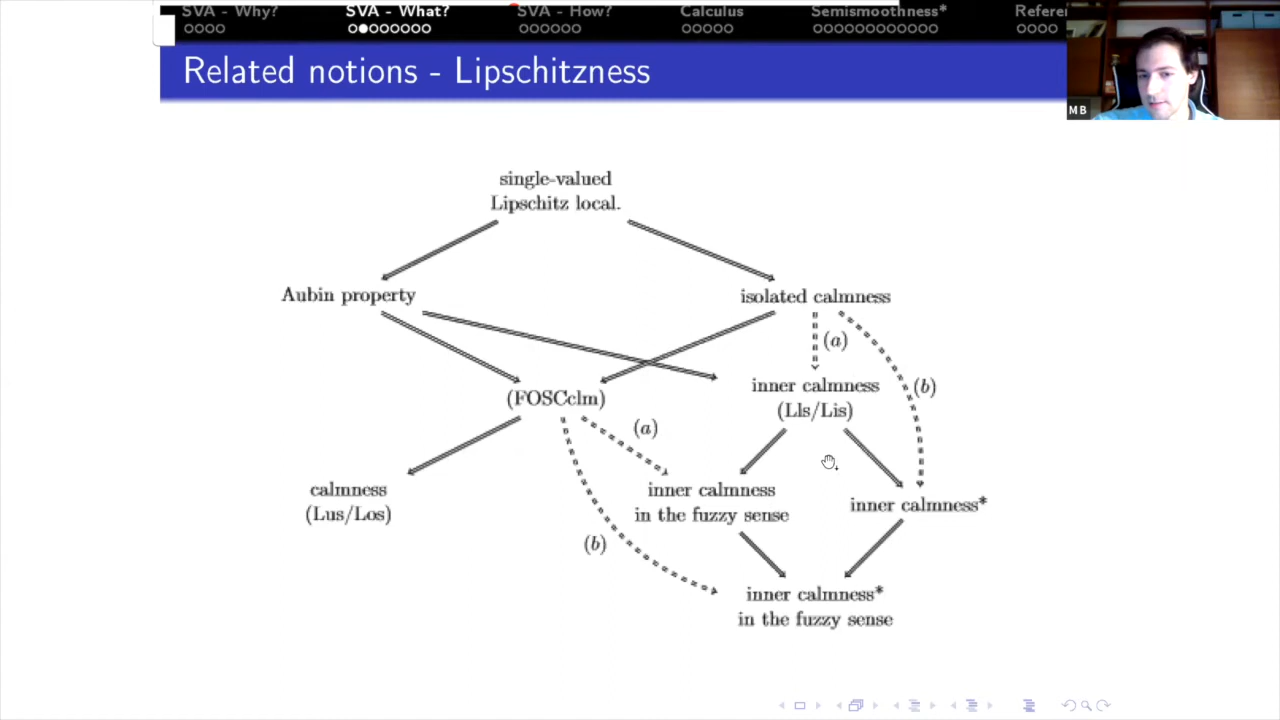 SVA - Why?
SVA - What?
SVA - How?
Calculus
Semismoothness*
Refere
Related notions - Lipschitzness
MB
single-valued
Lipschitz local.
Aubin property
isolated calmness
(a)
(b)
inner calmness
(Lls/Lis)
(FOSCclm)
(a)
calmness
(Lus/Los)
inner calmness
in the fuzzy sense
inner calmness*
(b)
inner calmness*
in the fuzzy sense